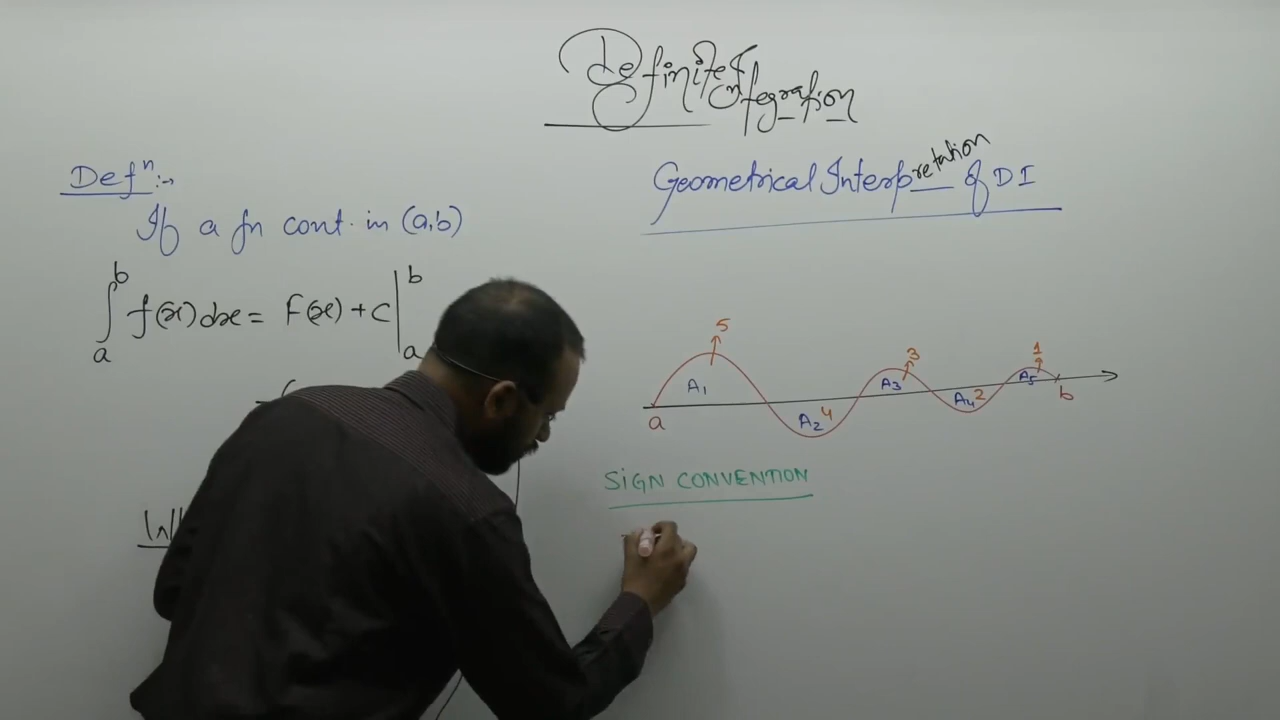 Definite Integration
Defn:-
If a fn cont. in (a,b)
∫ₐᵇ f(x)dx = F(x) + C |ₐᵇ
Geometrical Interpretation of DI
5
3
1
A1
A3
A5
a
A2 4
A4 2
b
SIGN CONVENTION